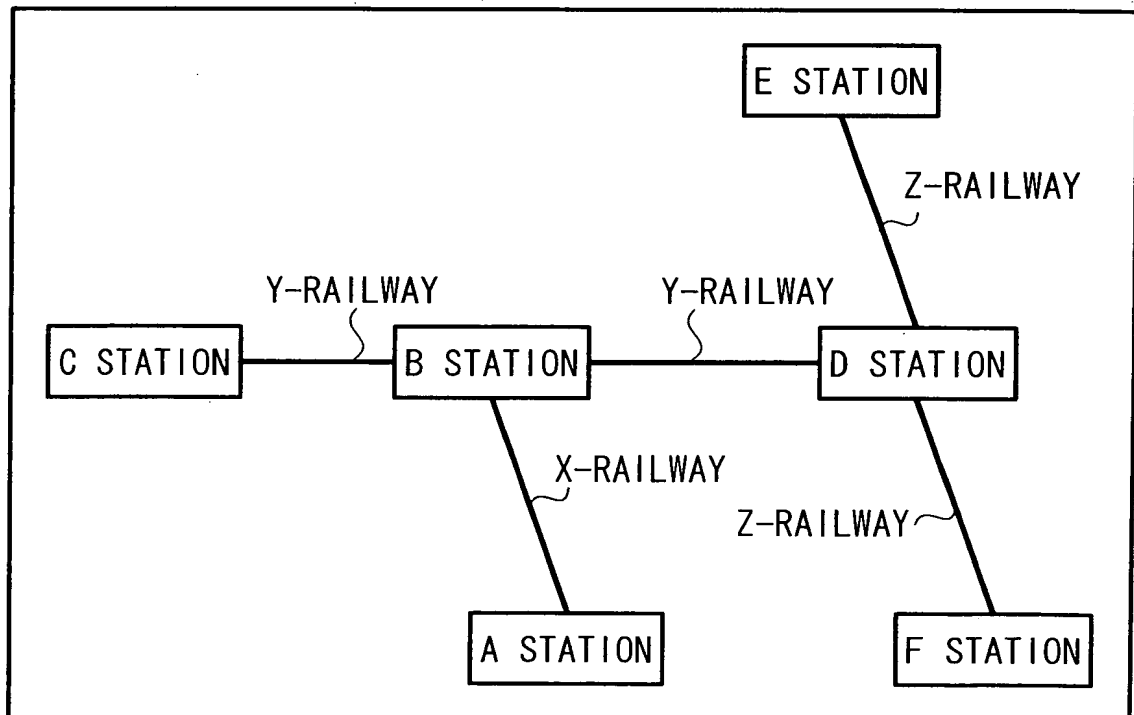 E STATION
Z-RAILWAY
Y-RAILWAY
Y-RAILWAY
C STATION
B STATION
D STATION
X-RAILWAY
Z-RAILWAY
A STATION
F STATION